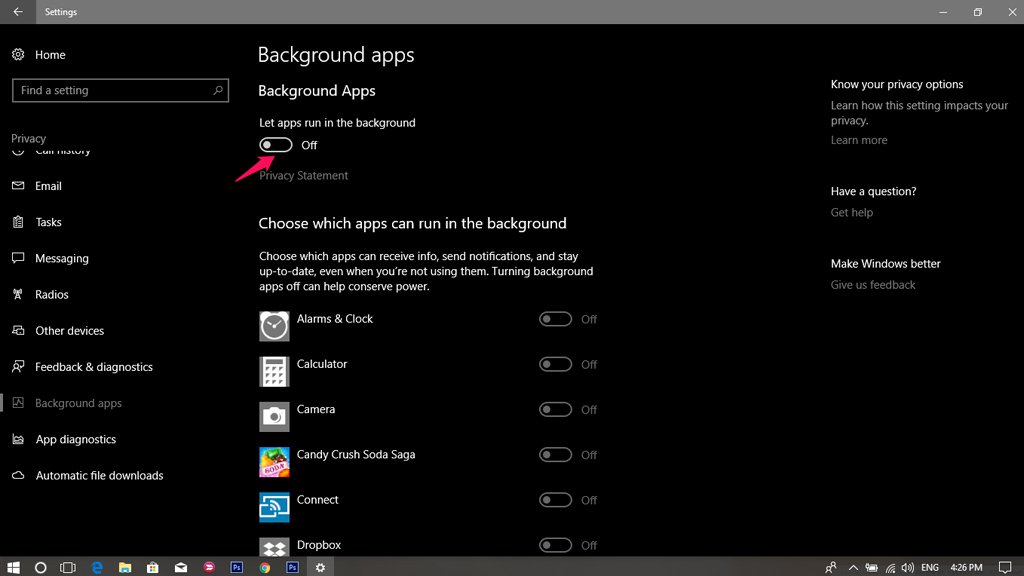 Settings
Home
Find a setting
Privacy
Call history
Email
Tasks
Messaging
Radios
Other devices
Feedback & diagnostics
Background apps
App diagnostics
Automatic file downloads
Background apps
Background Apps
Let apps run in the background
Off
Privacy Statement
Choose which apps can run in the background
Choose which apps can receive info, send notifications, and stay
up-to-date, even when you're not using them. Turning background
apps off can help conserve power.
Alarms & Clock Off
Calculator Off
Camera Off
Candy Crush Soda Saga Off
SODA
Connect Off
Dropbox Off
Know your privacy options
Learn how this setting impacts your
privacy.
Learn more
Have a question?
Get help
Make Windows better
Give us feedback
Ps
Ps
ENG 4:26 PM